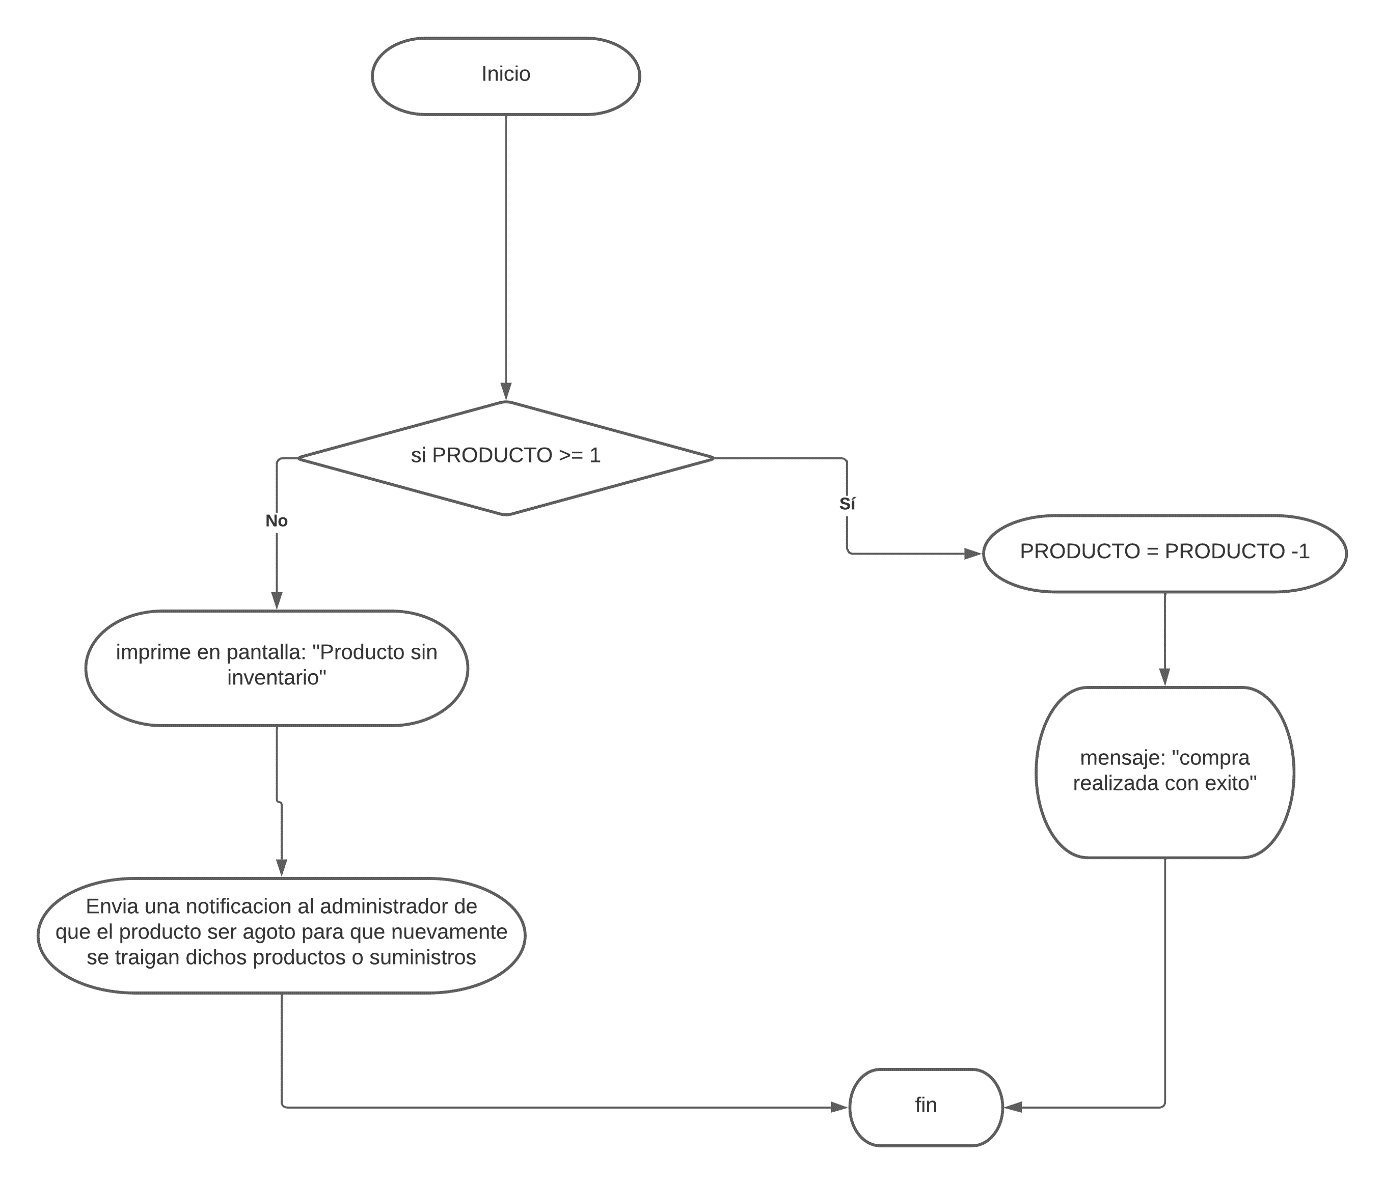 Inicio
si PRODUCTO >= 1
No
Sí
PRODUCTO = PRODUCTO -1
imprime en pantalla: "Producto sin
inventario"
mensaje: "compra
realizada con exito"
Envia una notificacion al administrador de
que el producto ser agoto para que nuevamente
se traigan dichos productos o suministros
fin